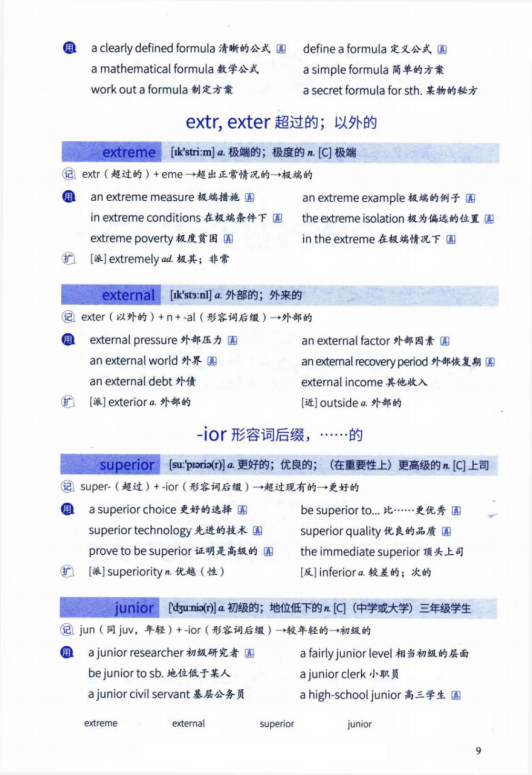 用 a clearly defined formula 清晰的公式 真 define a formula 定义公式 真
a mathematical formula 数学公式 a simple formula 简单的方案
work out a formula 制定方案 a secret formula for sth. 某物的秘方
extr, exter 超过的；以外的
extreme [ɪk'stri:m] a. 极端的；极度的 n. [C] 极端
记 extr（超过的）+ eme →超出正常情况的→极端的
用 an extreme measure 极端措施 真 an extreme example 极端的例子 真
in extreme conditions 在极端条件下 真 the extreme isolation 极为偏远的位置 真
extreme poverty 极度贫困 真 in the extreme 在极端情况下 真
扩 [派] extremely ad. 极其；非常
external [ɪk'stɜ:nl] a. 外部的；外来的
记 exter（以外的）+ n + -al（形容词后缀）→外部的
用 external pressure 外部压力 真 an external factor 外部因素 真
an external world 外界 真 an external recovery period 外部恢复期 真
an external debt 外债 external income 其他收入
扩 [派] exterior a. 外部的 [近] outside a. 外部的
-ior 形容词后缀，……的
superior [su:'pɪəriə(r)] a. 更好的；优良的；（在重要性上）更高级的 n. [C] 上司
记 super-（超过）+ -ior（形容词后缀）→超过现有的→更好的
用 a superior choice 更好的选择 真 be superior to... 比……更优秀 真
superior technology 先进的技术 真 superior quality 优良的品质 真
prove to be superior 证明是高级的 真 the immediate superior 顶头上司
扩 [派] superiority n. 优越（性） [反] inferior a. 较差的；次的
junior ['dʒu:niə(r)] a. 初级的；地位低下的 n. [C]（中学或大学）三年级学生
记 jun（同 juv，年轻）+ -ior（形容词后缀）→较年轻的→初级的
用 a junior researcher 初级研究者 真 a fairly junior level 相当初级的层面
be junior to sb. 地位低于某人 a junior clerk 小职员
a junior civil servant 基层公务员 a high-school junior 高三学生 真
extreme external superior junior
9